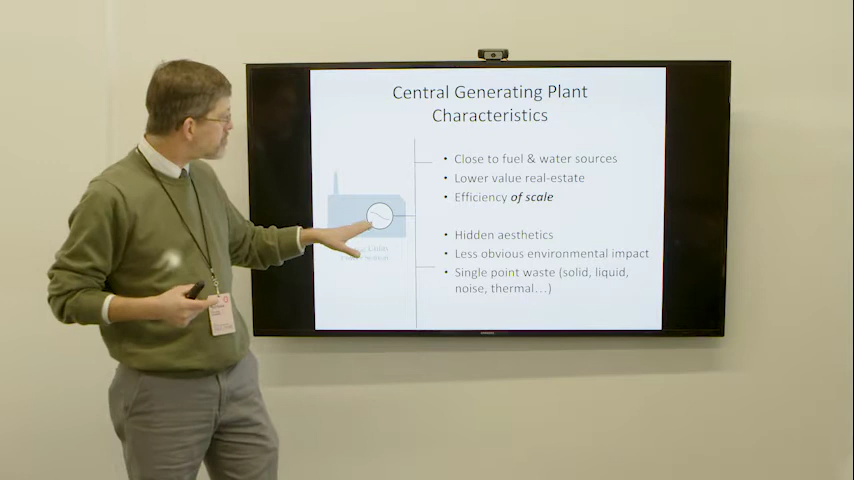 Central Generating Plant
Characteristics
• Close to fuel & water sources
• Lower value real-estate
• Efficiency of scale
• Hidden aesthetics
• Less obvious environmental impact
• Single point waste (solid, liquid,
noise, thermal...)